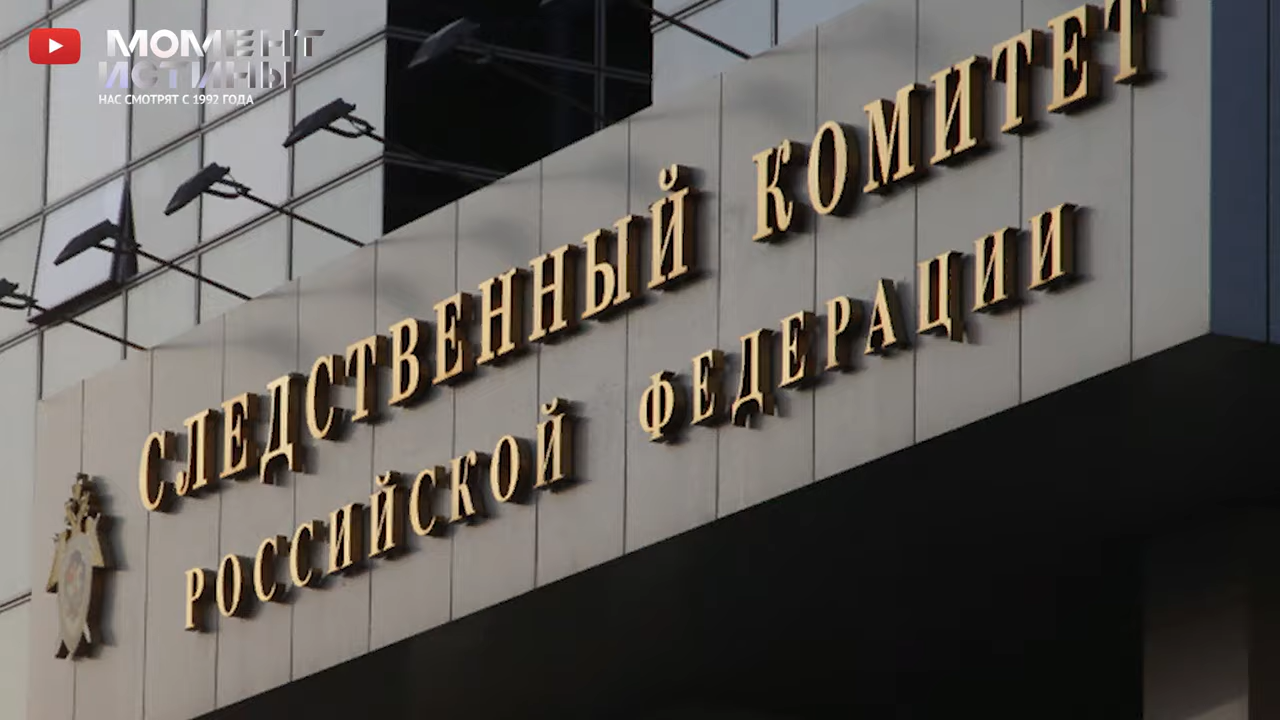 МОМЕНТ
ИСТИНЫ
НАС СМОТРЯТ С 1992 ГОДА
СЛЕДСТВЕННЫЙ КОМИТЕТ
РОССИЙСКОЙ ФЕДЕРАЦИИ